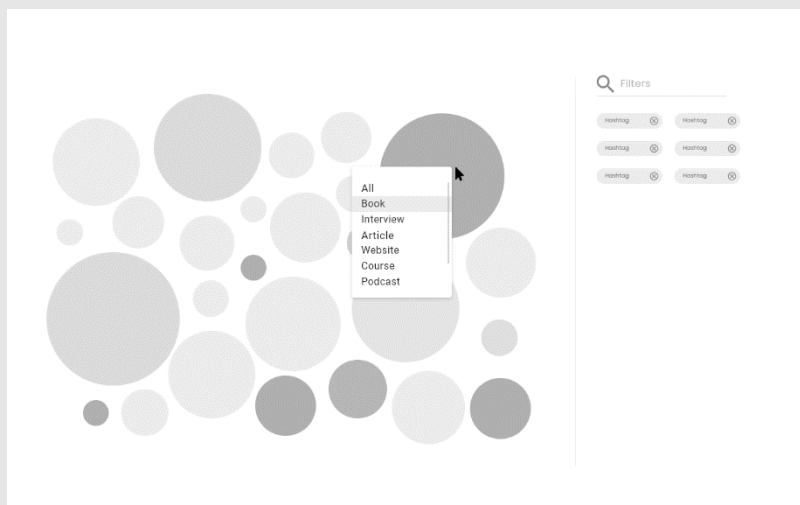 Filters
Hashtag Hashtag
Hashtag Hashtag
Hashtag Hashtag
All
Book
Interview
Article
Website
Course
Podcast